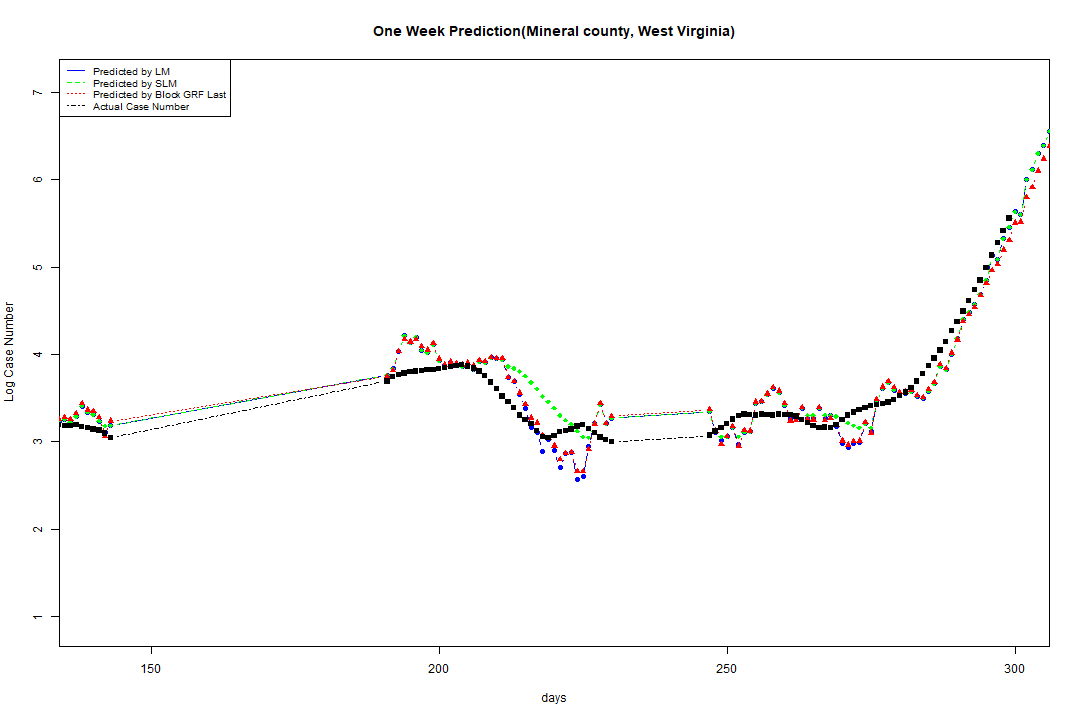 One Week Prediction(Mineral county, West Virginia)
Predicted by LM
Predicted by SLM
Predicted by Block GRF Last
Actual Case Number
7
6
5
4
3
2
1
Log Case Number
150 200 250 300
days